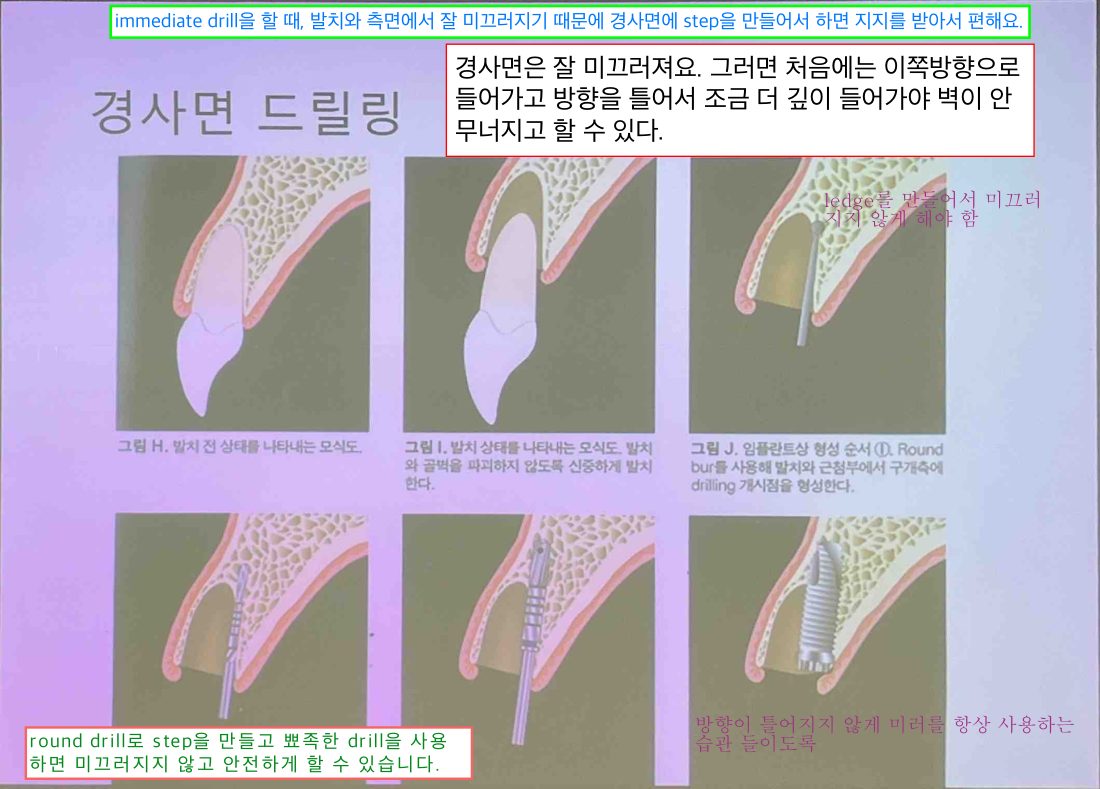 immediate drill을 할 때, 발치와 측면에서 잘 미끄러지기 때문에 경사면에 step을 만들어서 하면 지지를 받아서 편해요.
경사면은 잘 미끄러져요. 그러면 처음에는 이쪽방향으로
들어가고 방향을 틀어서 조금 더 깊이 들어가야 벽이 안
무너지고 할 수 있다.
경사면 드릴링
ledge를 만들어서 미끄러
지지 않게 해야 함
그림 H. 발치 전 상태를 나타내는 모식도.
그림 I. 발치 상태를 나타내는 모식도. 발치
와 골벽을 파괴하지 않도록 신중하게 발치
한다.
그림 J. 임플란트상 형성 순서 ①. Round
bur를 사용해 발치와 근첨부에서 구개측에
drilling 개시점을 형성한다.
방향이 틀어지지 않게 미러를 항상 사용하는
습관 들이도록
round drill로 step을 만들고 뾰족한 drill을 사용
하면 미끄러지지 않고 안전하게 할 수 있습니다.